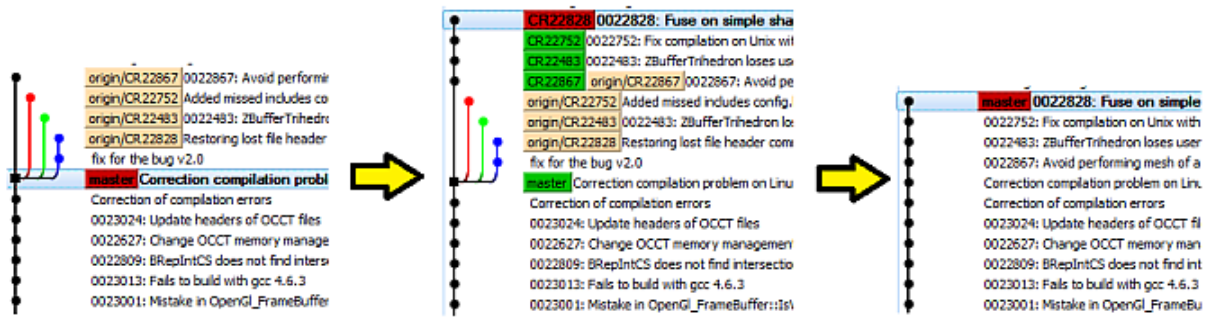 origin/CR22867 0022867: Avoid performin
origin/CR22752 Added missed includes co
origin/CR22483 0022483: ZBufferTrihedro
origin/CR22828 Restoring lost file header
fix for the bug v2.0
master Correction compilation probl
Correction of compilation errors
0023024: Update headers of OCCT files
0022627: Change OCCT memory manage
0022809: BRepIntCS does not find interse
0023013: Fails to build with gcc 4.6.3
0023001: Mistake in OpenGl_FrameBuffer
CR22828 0022828: Fuse on simple sha
CR22752 0022752: Fix compilation on Unix wit
CR22483 0022483: ZBufferTrihedron loses use
CR22867 origin/CR22867 0022867: Avoid pe
origin/CR22752 Added missed includes config.
origin/CR22483 0022483: ZBufferTrihedron lo
origin/CR22828 Restoring lost file header com
fix for the bug v2.0
master Correction compilation problem on Linu
Correction of compilation errors
0023024: Update headers of OCCT files
0022627: Change OCCT memory management
0022809: BRepIntCS does not find intersectio
0023013: Fails to build with gcc 4.6.3
0023001: Mistake in OpenGl_FrameBuffer::IsV
master 0022828: Fuse on simple
0022752: Fix compilation on Unix with
0022483: ZBufferTrihedron loses user
0022867: Avoid performing mesh of a
Correction compilation problem on Linu
Correction of compilation errors
0023024: Update headers of OCCT fil
0022627: Change OCCT memory man
0022809: BRepIntCS does not find int
0023013: Fails to build with gcc 4.6.3
0023001: Mistake in OpenGl_FrameBu